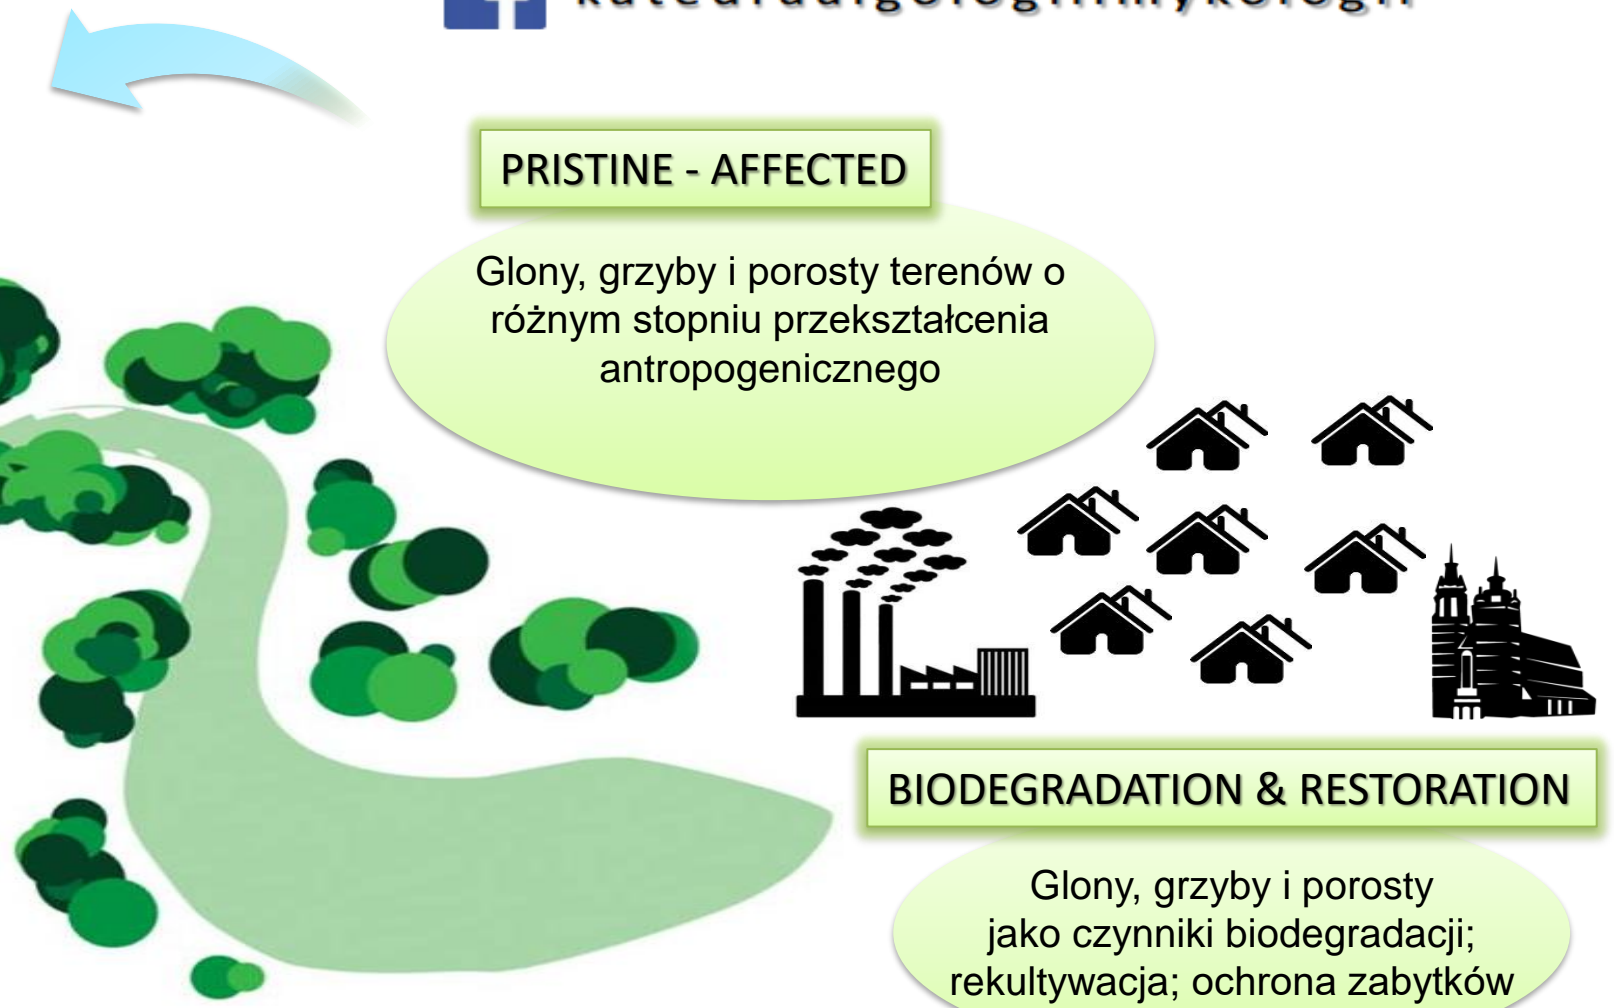 PRISTINE - AFFECTED
Glony, grzyby i porosty terenów o
różnym stopniu przekształcenia
antropogenicznego
BIODEGRADATION & RESTORATION
Glony, grzyby i porosty
jako czynniki biodegradacji;
rekultywacja; ochrona zabytków